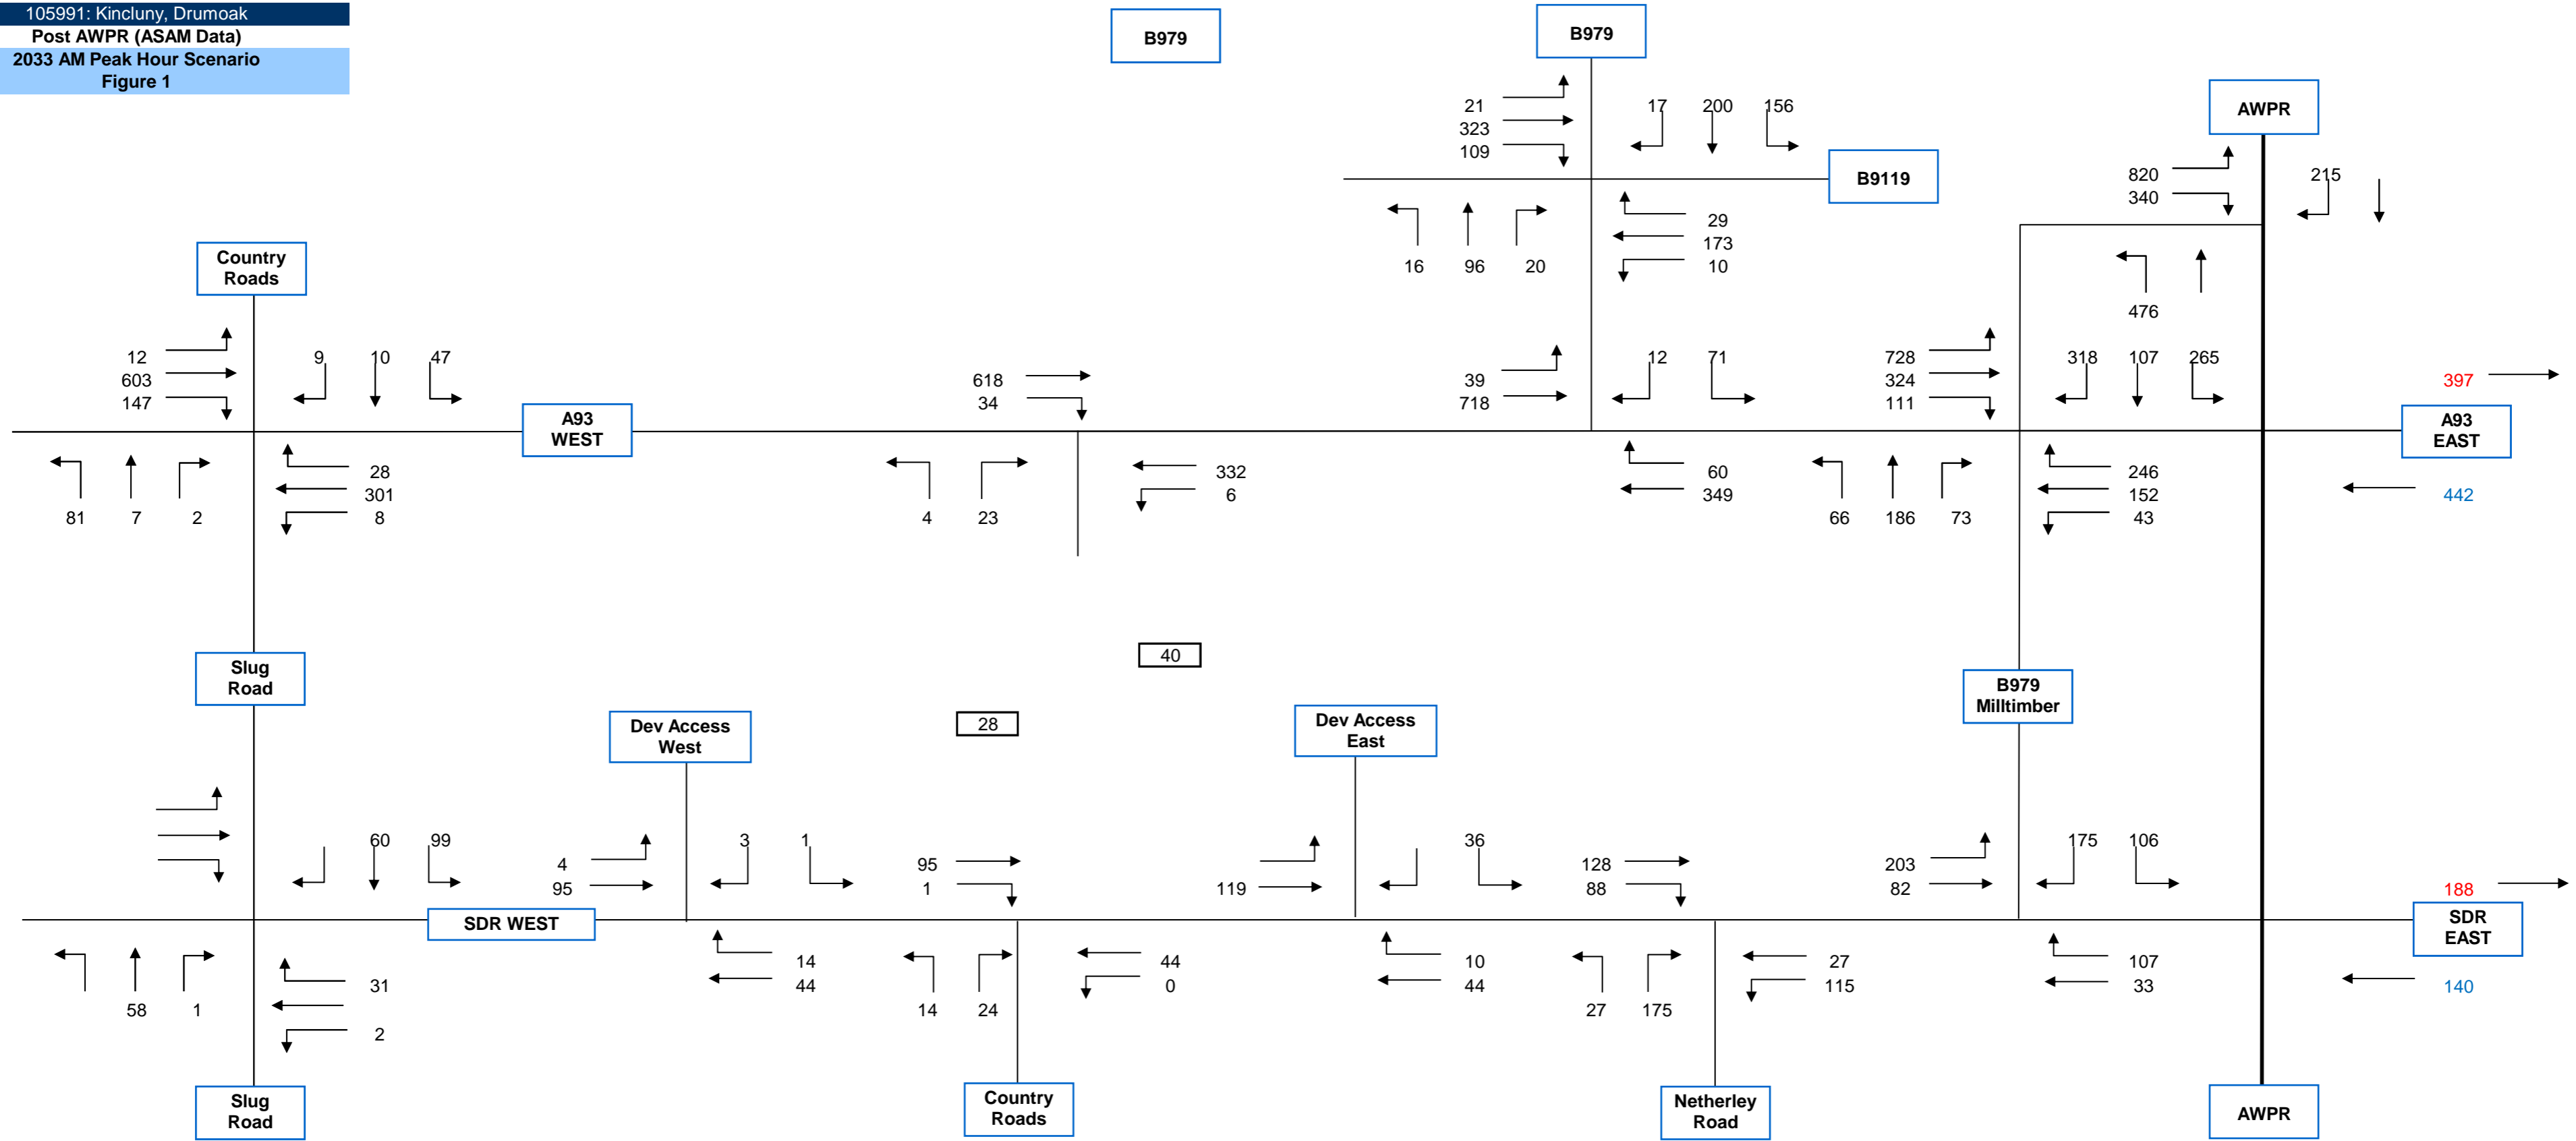 105991: Kincluny, Drumoak
Post AWPR (ASAM Data)
2033 AM Peak Hour Scenario
Figure 1
B979
B979
AWPR
21
323
109
17 200 156
B9119
820
340
215
16 96 20
29
173
10
476
Country
Roads
12
603
147
9 10 47
A93
WEST
618
34
39
718
12 71
728
324
111
318 107 265
397
A93
EAST
81 7 2
28
301
8
4 23
332
6
60
349
66 186 73
246
152
43
442
Slug
Road
40
B979
Milltimber
Dev Access
West
28
Dev Access
East
60 99
4
95
3 1
95
1
119
36
128
88
203
82
175 106
188
SDR WEST
SDR
EAST
58 1
31
2
14
44
14 24
44
0
10
44
27 175
27
115
107
33
140
Slug
Road
Country
Roads
Netherley
Road
AWPR